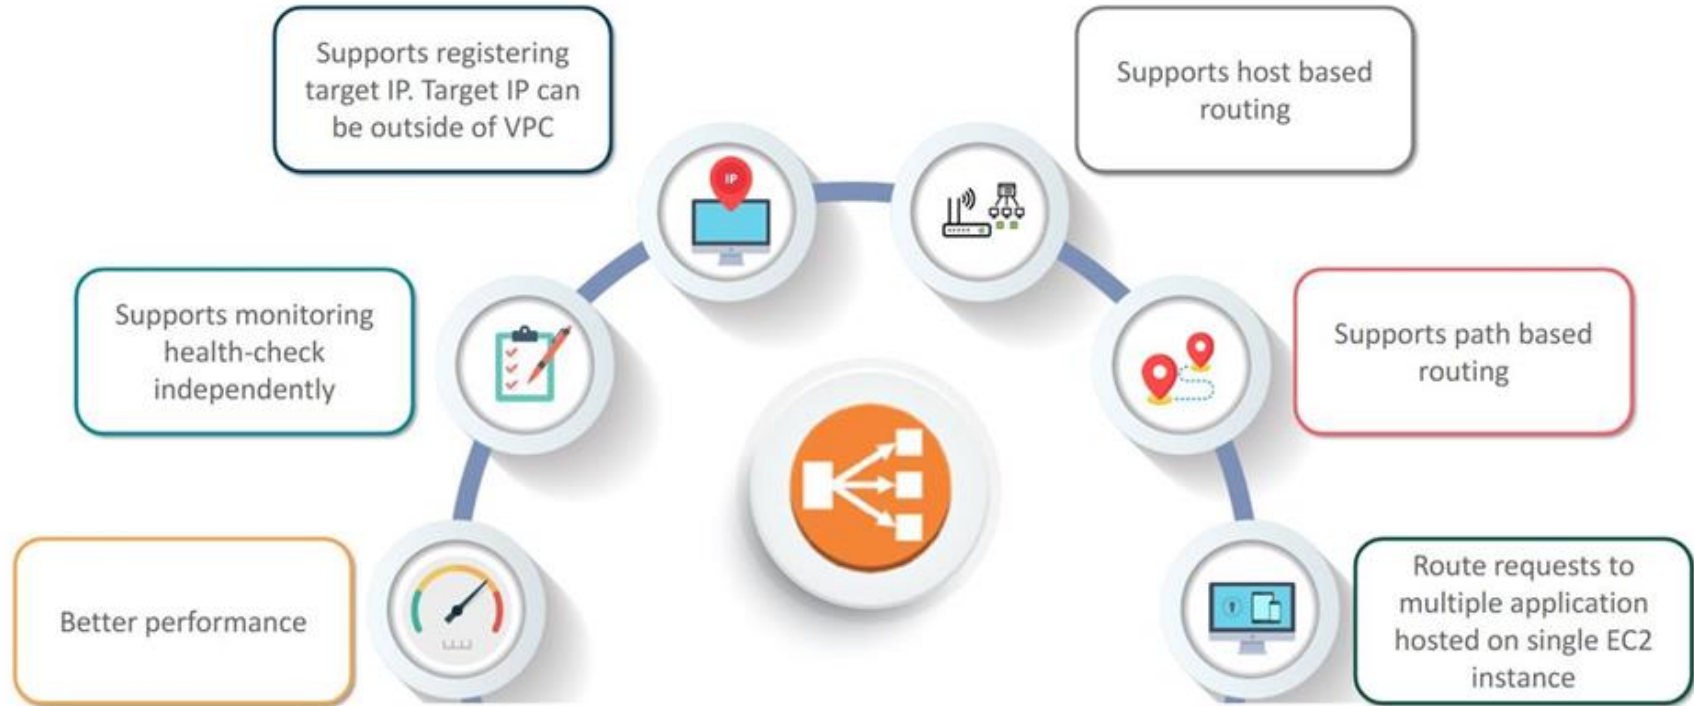 Supports registering
target IP. Target IP can
be outside of VPC
Supports host based
routing
IP
Supports monitoring
health-check
independently
Supports path based
routing
Better performance
Route requests to
multiple application
hosted on single EC2
instance